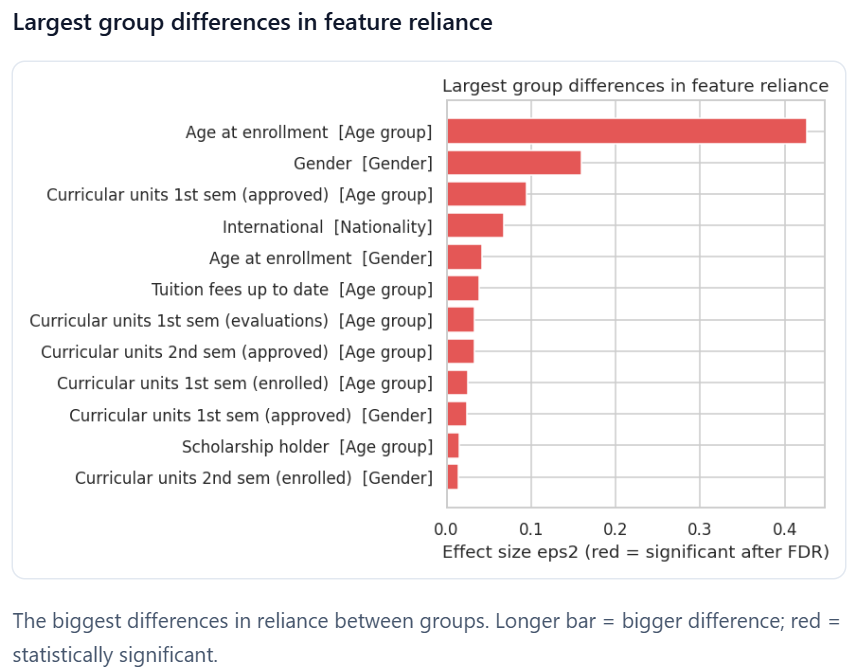 Largest group differences in feature reliance
Largest group differences in feature reliance
Age at enrollment [Age group]
Gender [Gender]
Curricular units 1st sem (approved) [Age group]
International [Nationality]
Age at enrollment [Gender]
Tuition fees up to date [Age group]
Curricular units 1st sem (evaluations) [Age group]
Curricular units 2nd sem (approved) [Age group]
Curricular units 1st sem (enrolled) [Age group]
Curricular units 1st sem (approved) [Gender]
Scholarship holder [Age group]
Curricular units 2nd sem (enrolled) [Gender]
0.0 0.1 0.2 0.3 0.4
Effect size eps2 (red = significant after FDR)
The biggest differences in reliance between groups. Longer bar = bigger difference; red =
statistically significant.